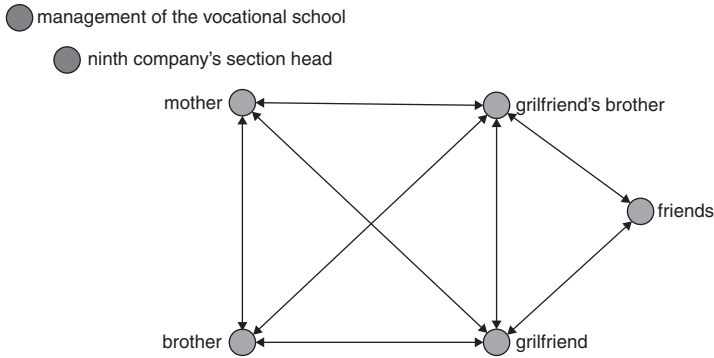 management of the vocational school
ninth company's section head
mother
grilfriend's brother
friends
brother
grilfriend